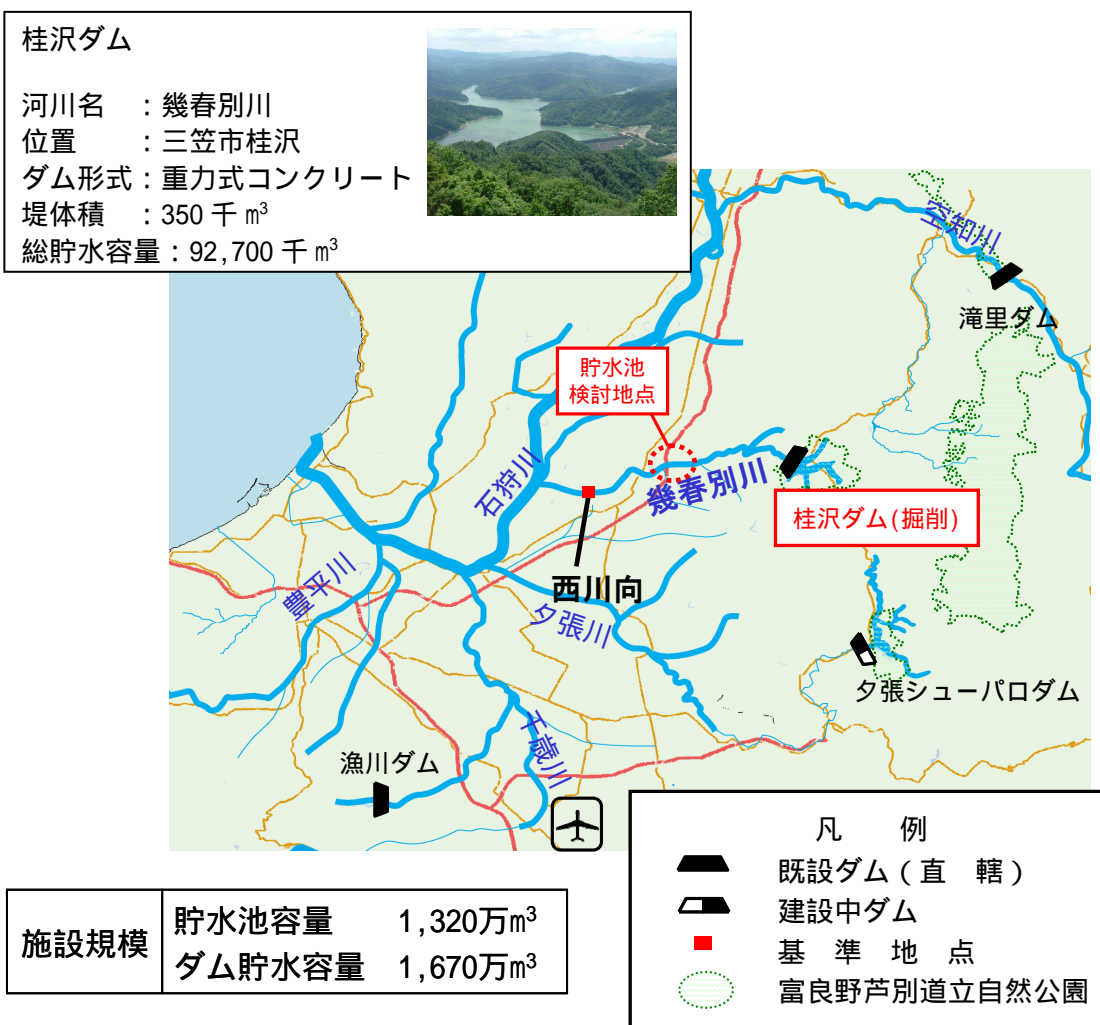 桂沢ダム
河川名 ：幾春別川
位置 ：三笠市桂沢
ダム形式：重力式コンクリート
堤体積 ：350千㎥
総貯水容量：92,700千㎥
空知川
滝里ダム
貯水池
検討地点
石狩川
幾春別川
桂沢ダム(掘削)
西川向
豊平川
夕張川
夕張シューパロダム
千歳川
漁川ダム
凡 例
既設ダム（直 轄）
建設中ダム
基 準 地 点
富良野芦別道立自然公園
施設規模
貯水池容量 1,320万㎥
ダム貯水容量 1,670万㎥